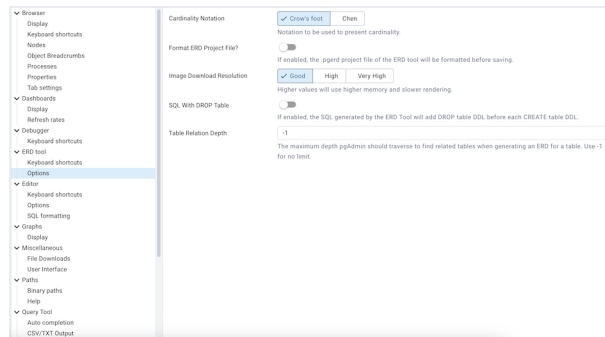 Browser
Display
Keyboard shortcuts
Nodes
Object Breadcrumbs
Processes
Properties
Tab settings
Dashboards
Display
Refresh rates
Debugger
Keyboard shortcuts
ERD tool
Keyboard shortcuts
Options
Editor
Keyboard shortcuts
Options
SQL formatting
Graphs
Display
Miscellaneous
File Downloads
User Interface
Paths
Binary paths
Help
Query Tool
Auto completion
CSV/TXT Output
Cardinality Notation
Crow's foot Chen
Notation to be used to present cardinality.
Format ERD Project File?
If enabled, the .pgerd project file of the ERD tool will be formatted before saving.
Image Download Resolution
Good High Very High
Higher values will use higher memory and slower rendering.
SQL With DROP Table
If enabled, the SQL generated by the ERD Tool will add DROP table DDL before each CREATE table DDL.
Table Relation Depth
-1
The maximum depth pgAdmin should traverse to find related tables when generating an ERD for a table. Use -1
for no limit.